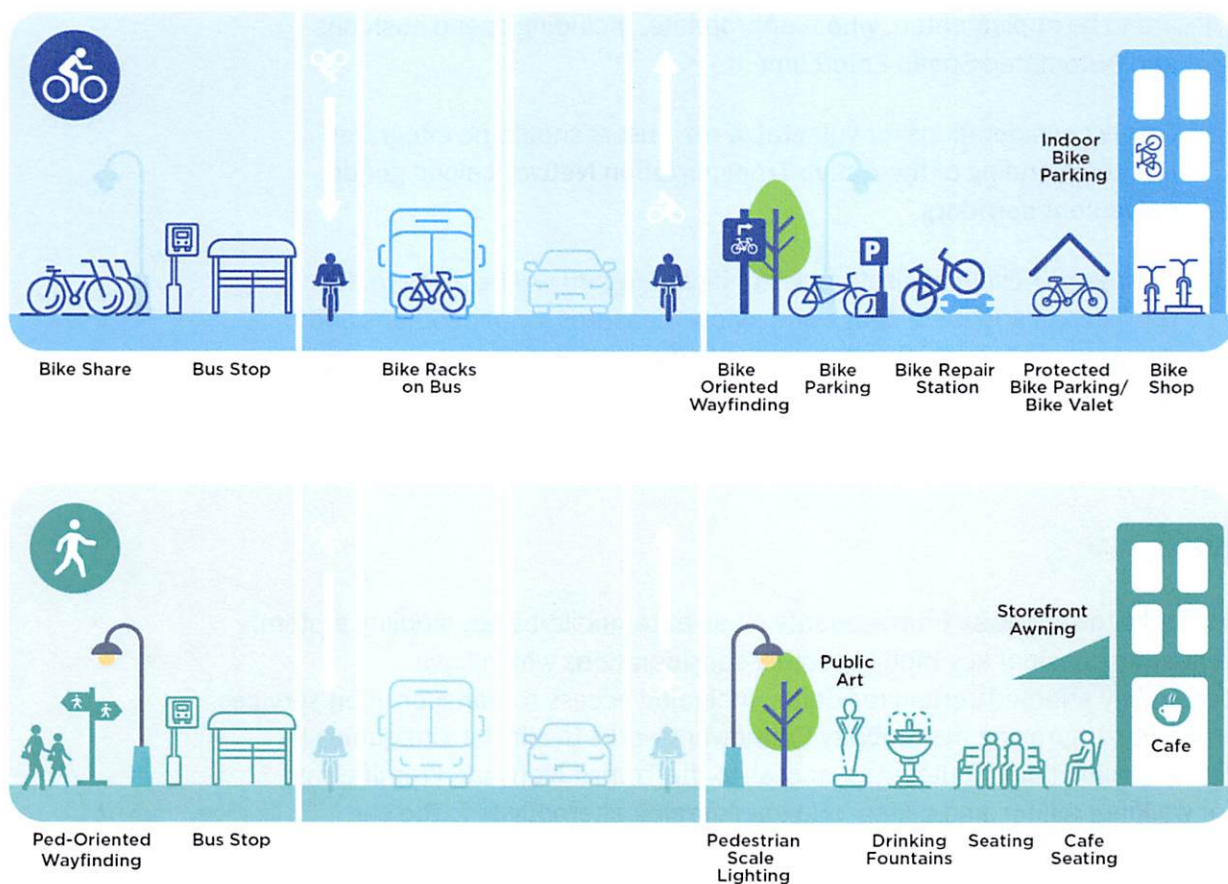 Indoor
Bike
Parking
P
Bike Share
Bus Stop
Bike Racks
on Bus
Bike
Oriented
Wayfinding
Bike
Parking
Bike Repair
Station
Protected
Bike Parking/
Bike Valet
Bike
Shop
Storefront
Awning
Public
Art
Cafe
Ped-Oriented
Wayfinding
Bus Stop
Pedestrian
Scale
Lighting
Drinking
Fountains
Seating
Cafe
Seating